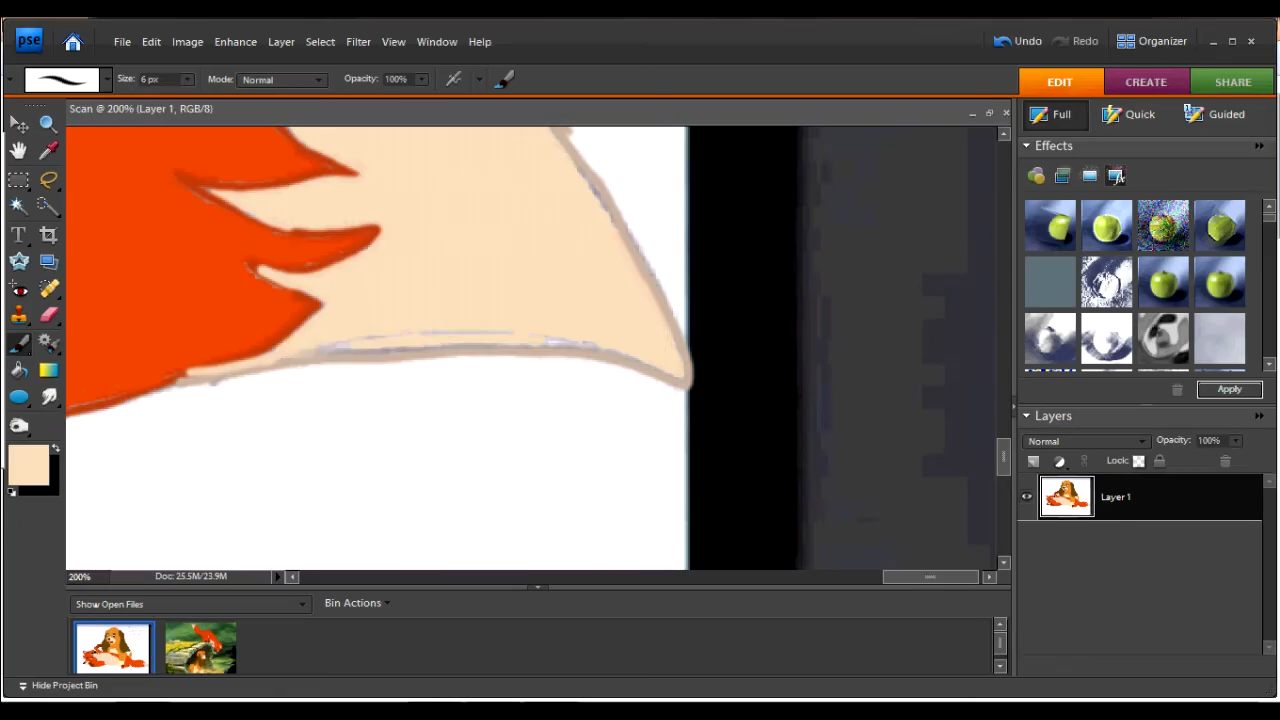 pse File Edit Image Enhance Layer Select Filter View Window Help Undo Redo Organizer
Size: 6 px Mode: Normal Opacity: 100% EDIT CREATE SHARE
Scan @ 200% (Layer 1, RGB/8)
Full Quick Guided
Effects
Apply
Layers
Normal Opacity: 100%
Lock:
Layer 1
200% Doc: 25.5M/23.9M
Show Open Files Bin Actions
Hide Project Bin